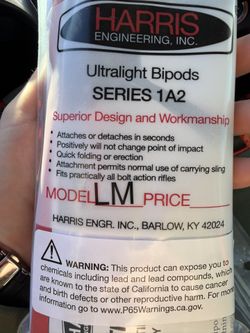 HARRIS
ENGINEERING, INC.
Ultralight Bipods
SERIES 1A2
Superior Design and Workmanship
• Attaches or detaches in seconds
• Positively will not change point of impact
• Quick folding or erection
• Attachment permits normal use of carrying sling
• Fits practically all bolt action rifles
MODEL LM PRICE
HARRIS ENGR. INC., BARLOW, KY 42024
WARNING: This product can expose you to
chemicals including lead and lead compounds, which
are known to the state of California to cause cancer
and birth defects or other reproductive harm. For more
information go to www.P65Warnings.ca.gov.